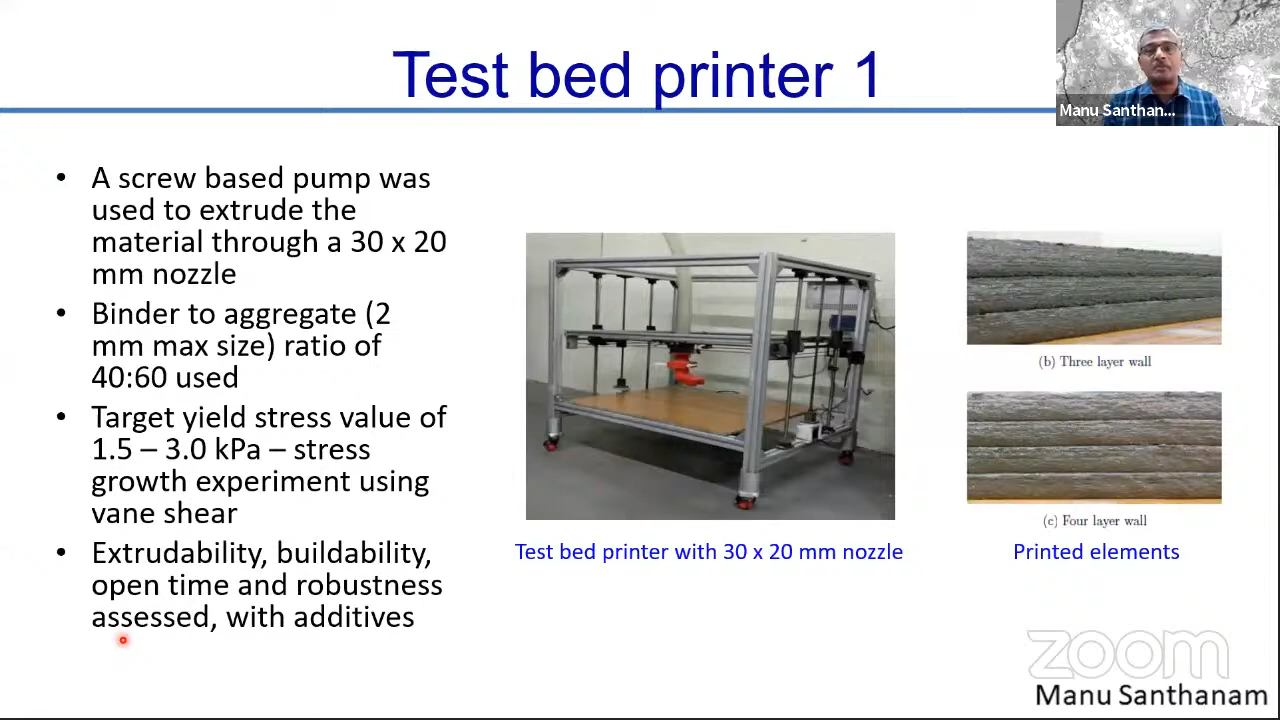 Test bed printer 1
Manu Santhan...
• A screw based pump was
used to extrude the
material through a 30 x 20
mm nozzle
• Binder to aggregate (2
mm max size) ratio of
40:60 used
• Target yield stress value of
1.5 – 3.0 kPa – stress
growth experiment using
vane shear
• Extrudability, buildability,
open time and robustness
assessed, with additives
Test bed printer with 30 x 20 mm nozzle
(b) Three layer wall
(c) Four layer wall
Printed elements
zoom
Manu Santhanam